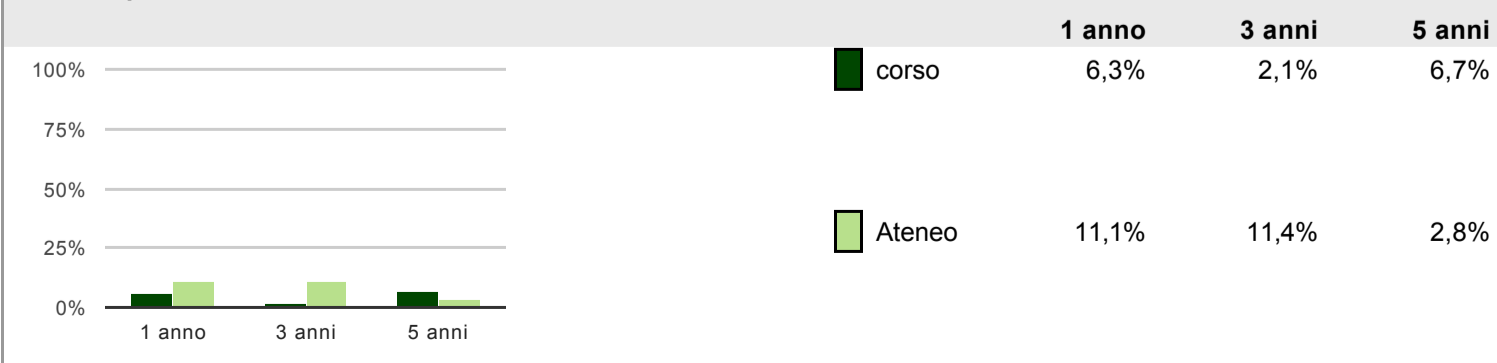 1 anno 3 anni 5 anni
100%
75%
50%
25%
0%
1 anno 3 anni 5 anni
corso 6,3% 2,1% 6,7%
Ateneo 11,1% 11,4% 2,8%